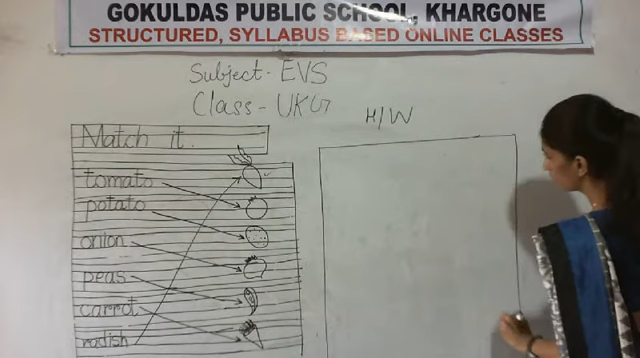 GOKULDAS PUBLIC SCHOOL, KHARGONE
STRUCTURED, SYLLABUS BASED ONLINE CLASSES
Subject - EVS
Class - UKG
H/W
Match it.
tomato
potato
onion
peas
carrot
radish